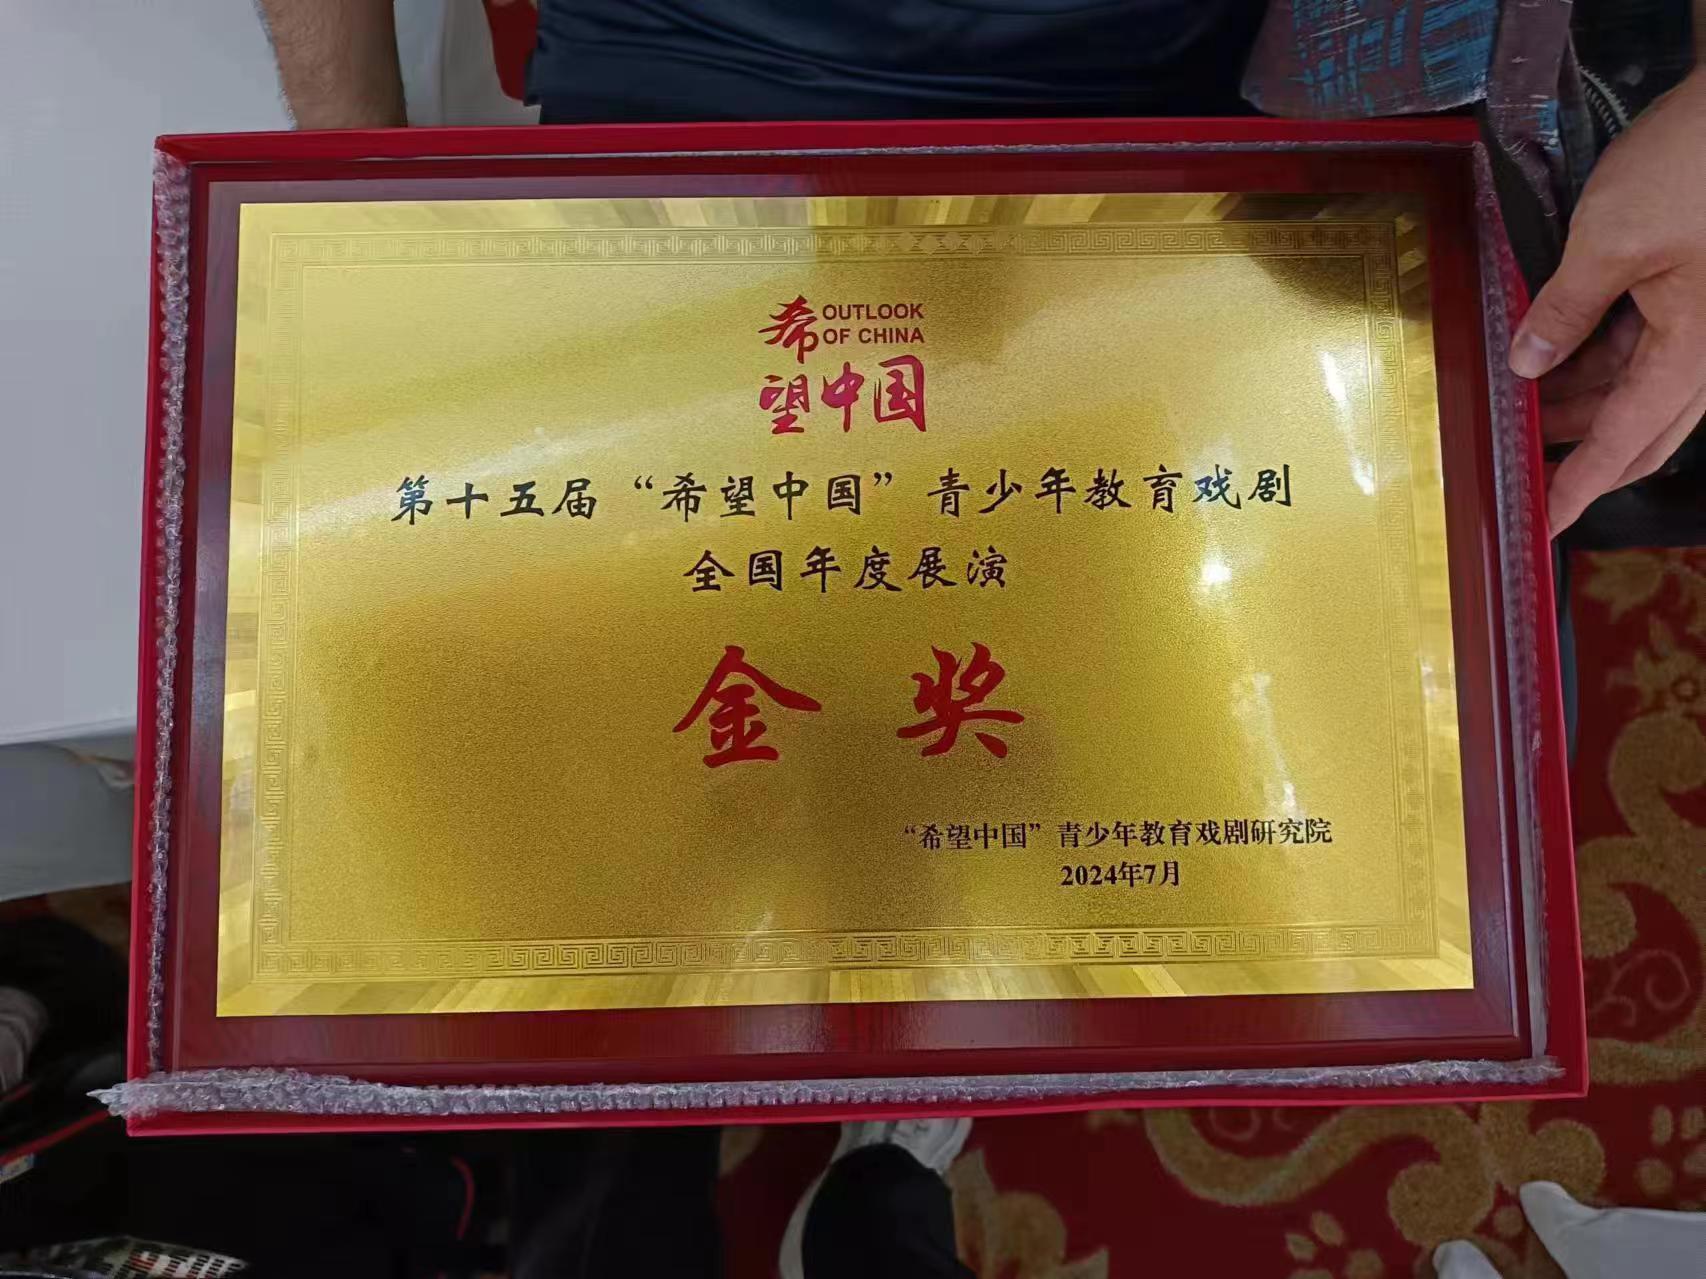 希 OUTLOOK
OF CHINA
望中国
第十五届“希望中国”青少年教育戏剧
全国年度展演
金奖
“希望中国”青少年教育戏剧研究院
2024年7月